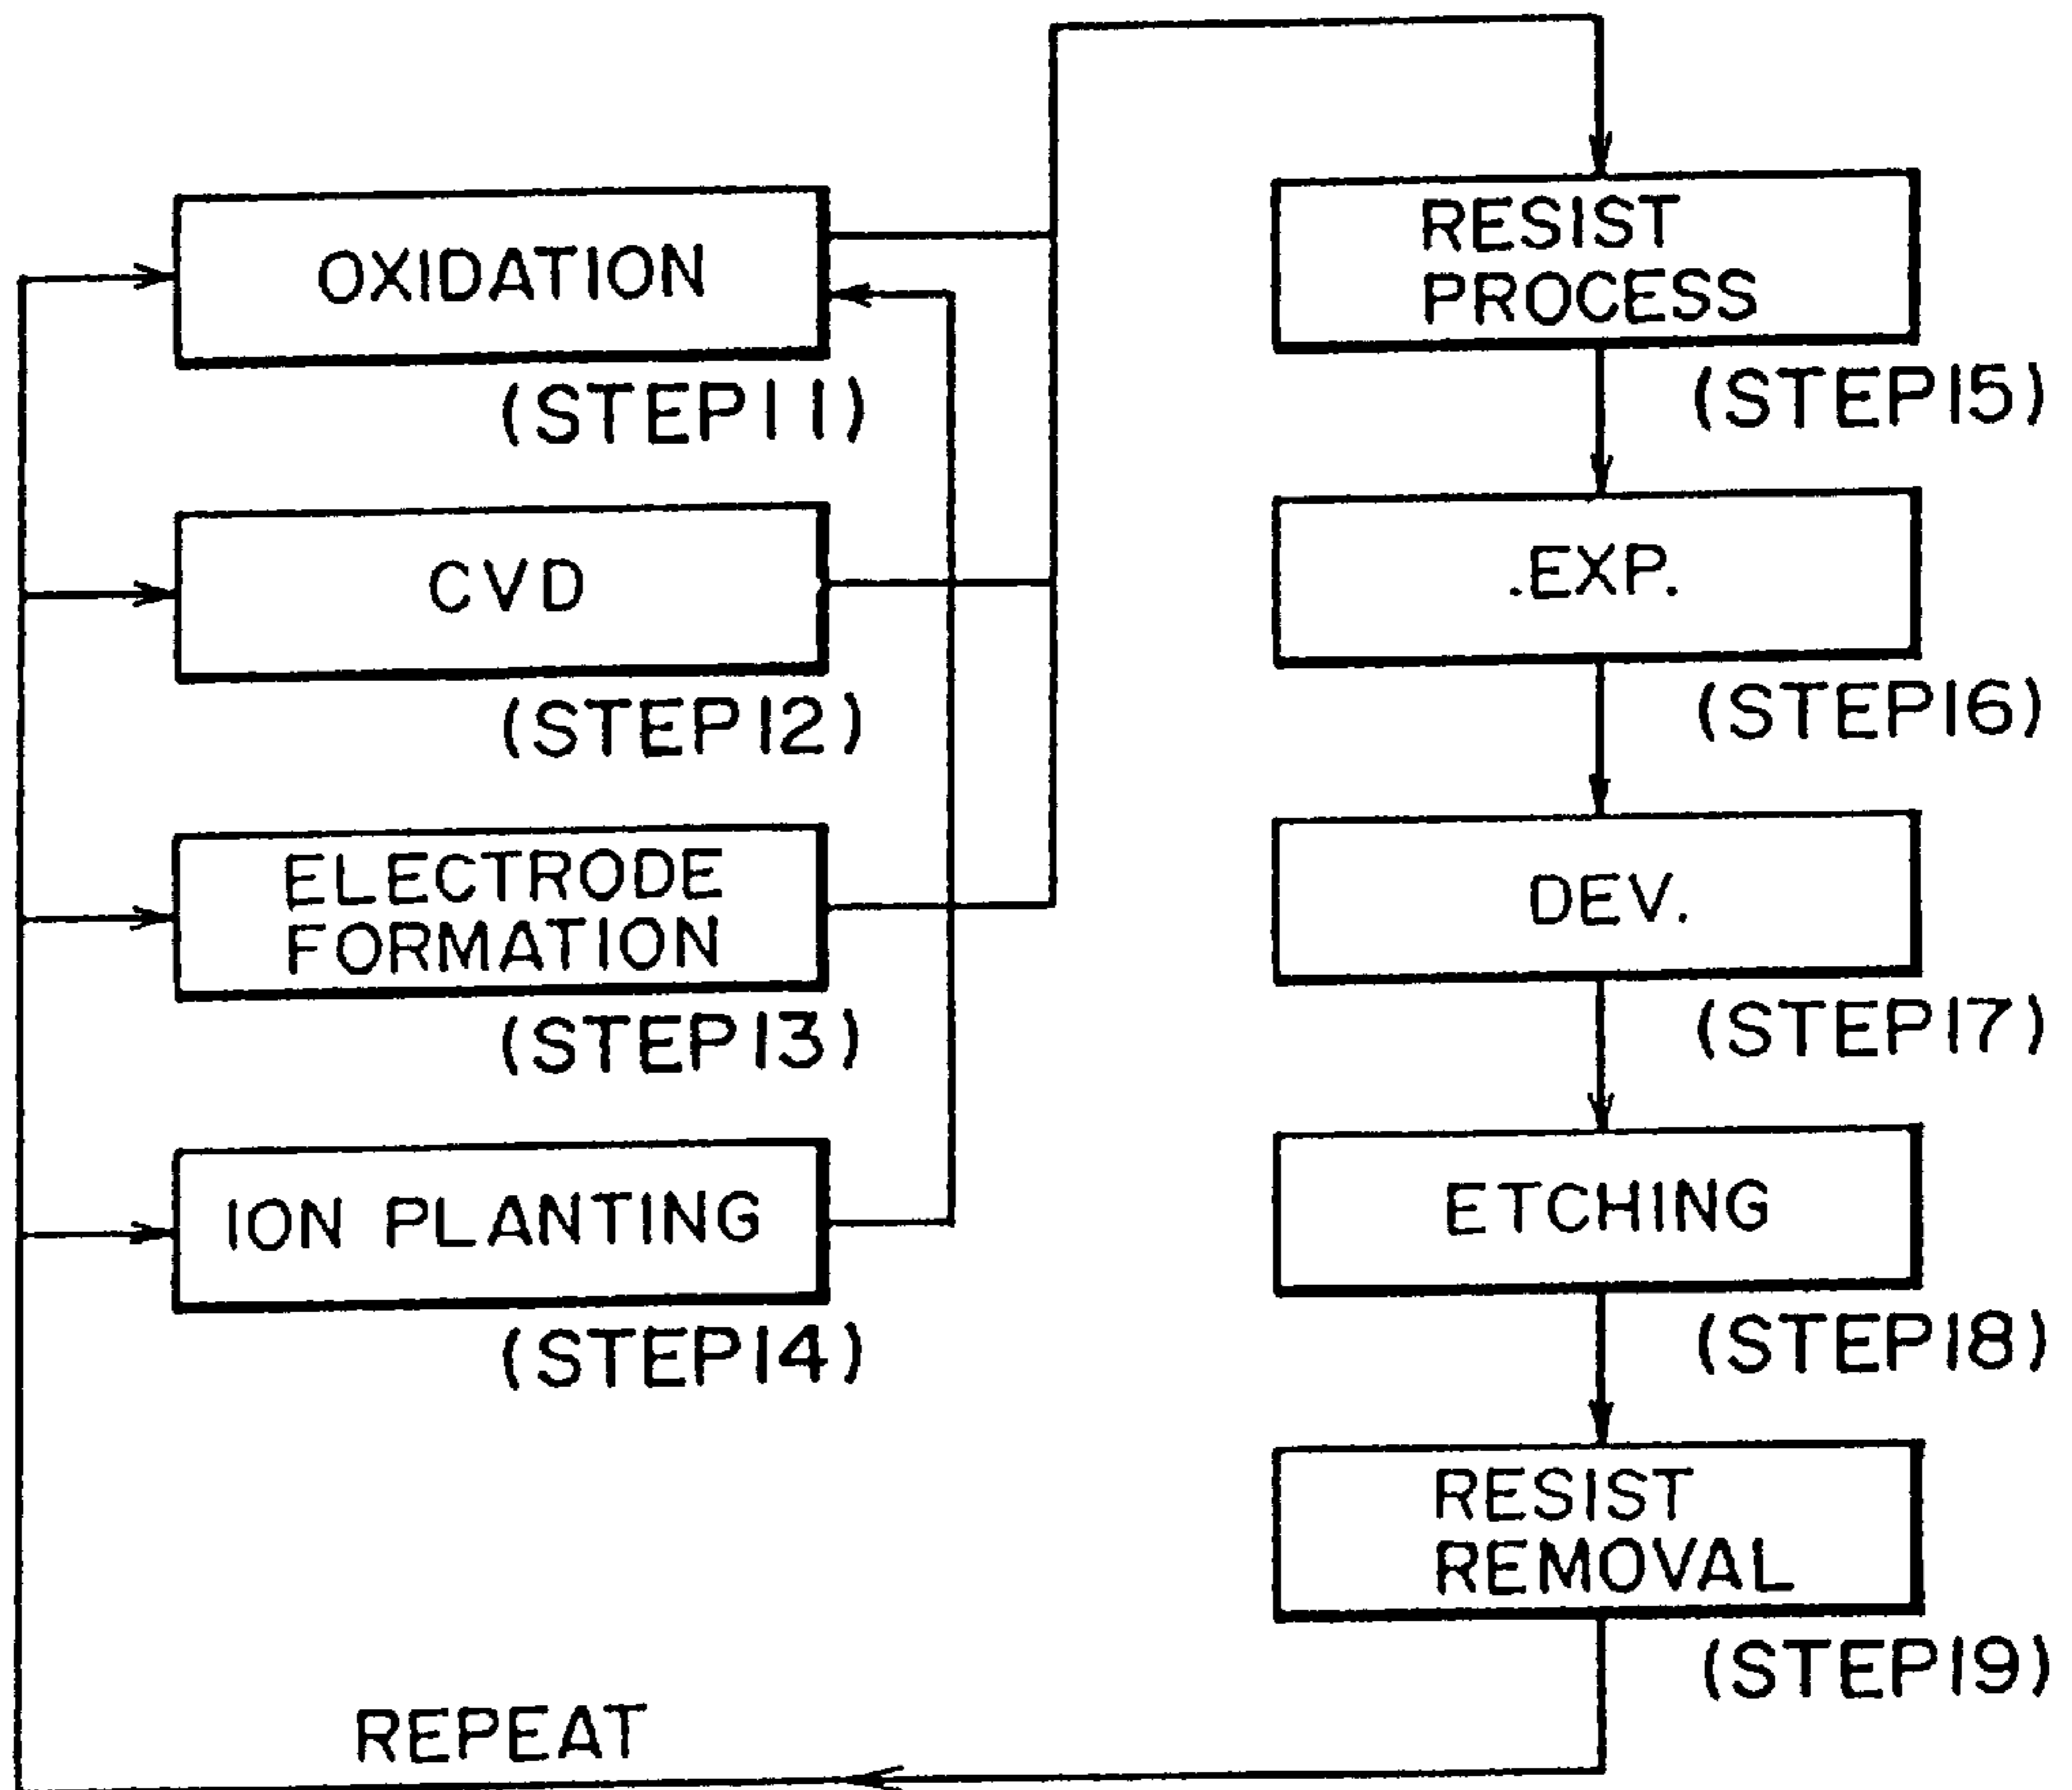 OXIDATION
(STEP11)
CVD
(STEP12)
ELECTRODE
FORMATION
(STEP13)
ION PLANTING
(STEP14)
RESIST
PROCESS
(STEP15)
.EXP.
(STEP16)
DEV.
(STEP17)
ETCHING
(STEP18)
RESIST
REMOVAL
(STEP19)
REPEAT